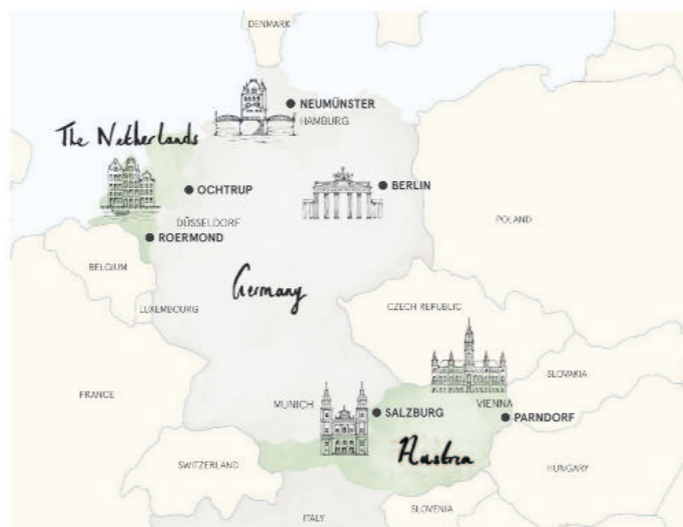 DENMARK
NEUMÜNSTER
HAMBURG
The Netherlands
OCHTRUP
BERLIN
DÜSSELDORF
POLAND
ROERMOND
BELGIUM
Germany
LUXEMBOURG
CZECH REPUBLIC
SLOVAKIA
FRANCE
MUNICH
VIENNA
SALZBURG
PARNDORF
Austria
SWITZERLAND
HUNGARY
SLOVENIA
ITALY